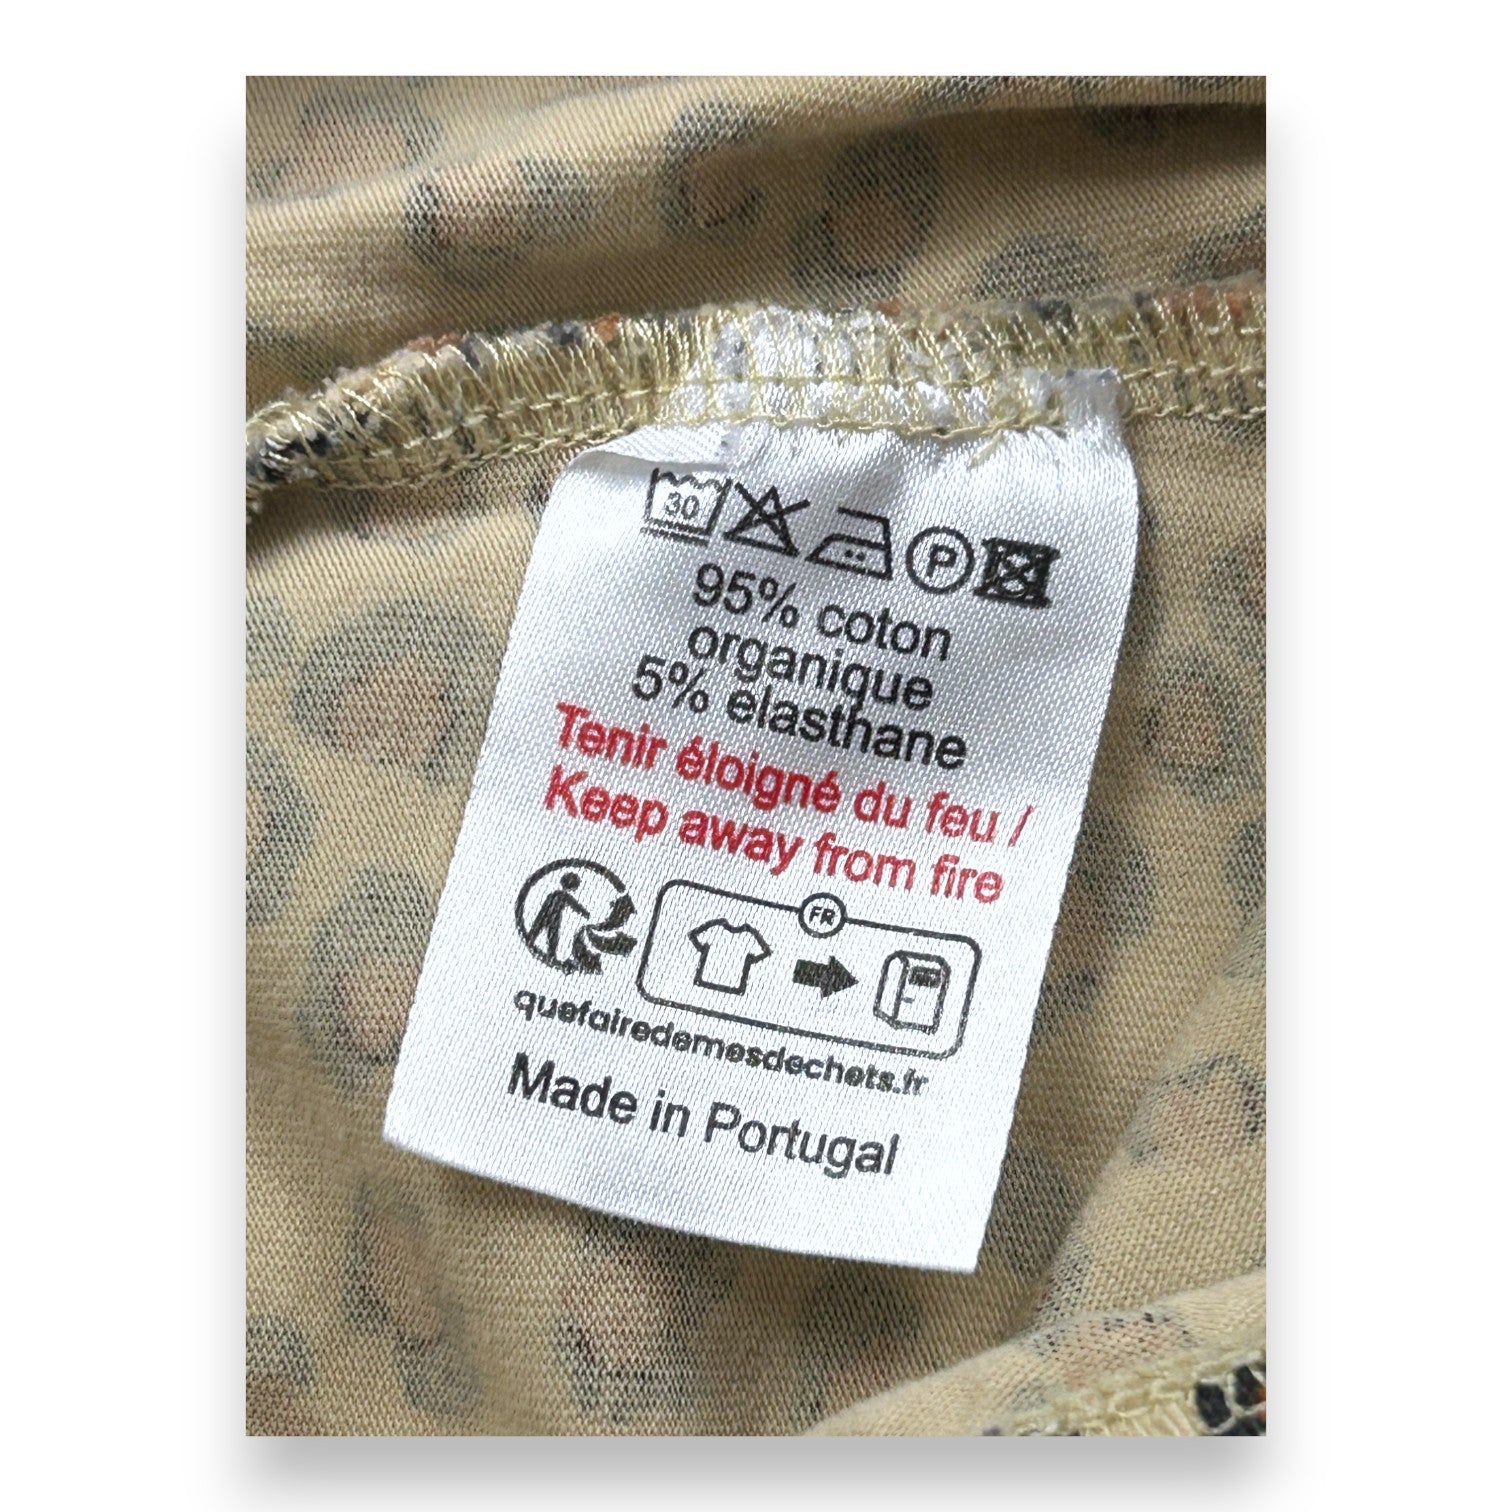 30 P
95% coton
organique
5% elasthane
Tenir éloigné du feu /
Keep away from fire
FR
quefairedemesdechets.fr
Made in Portugal